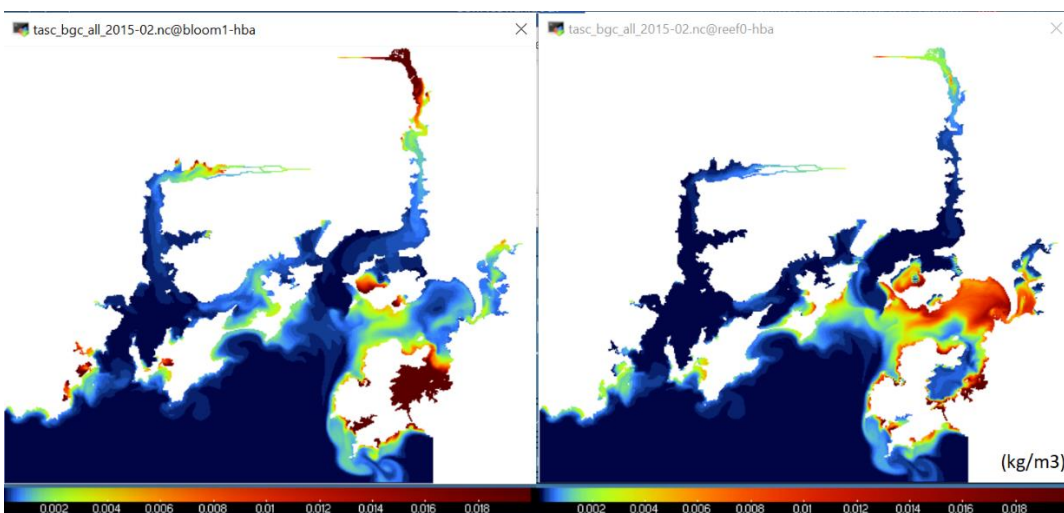 tasc_bgc_all_2015-02.nc@bloom1-hba
tasc_bgc_all_2015-02.nc@reef0-hba
(kg/m3)
0.002 0.004 0.006 0.008 0.010 0.012 0.014 0.016 0.018
0.002 0.004 0.006 0.008 0.010 0.012 0.014 0.016 0.018